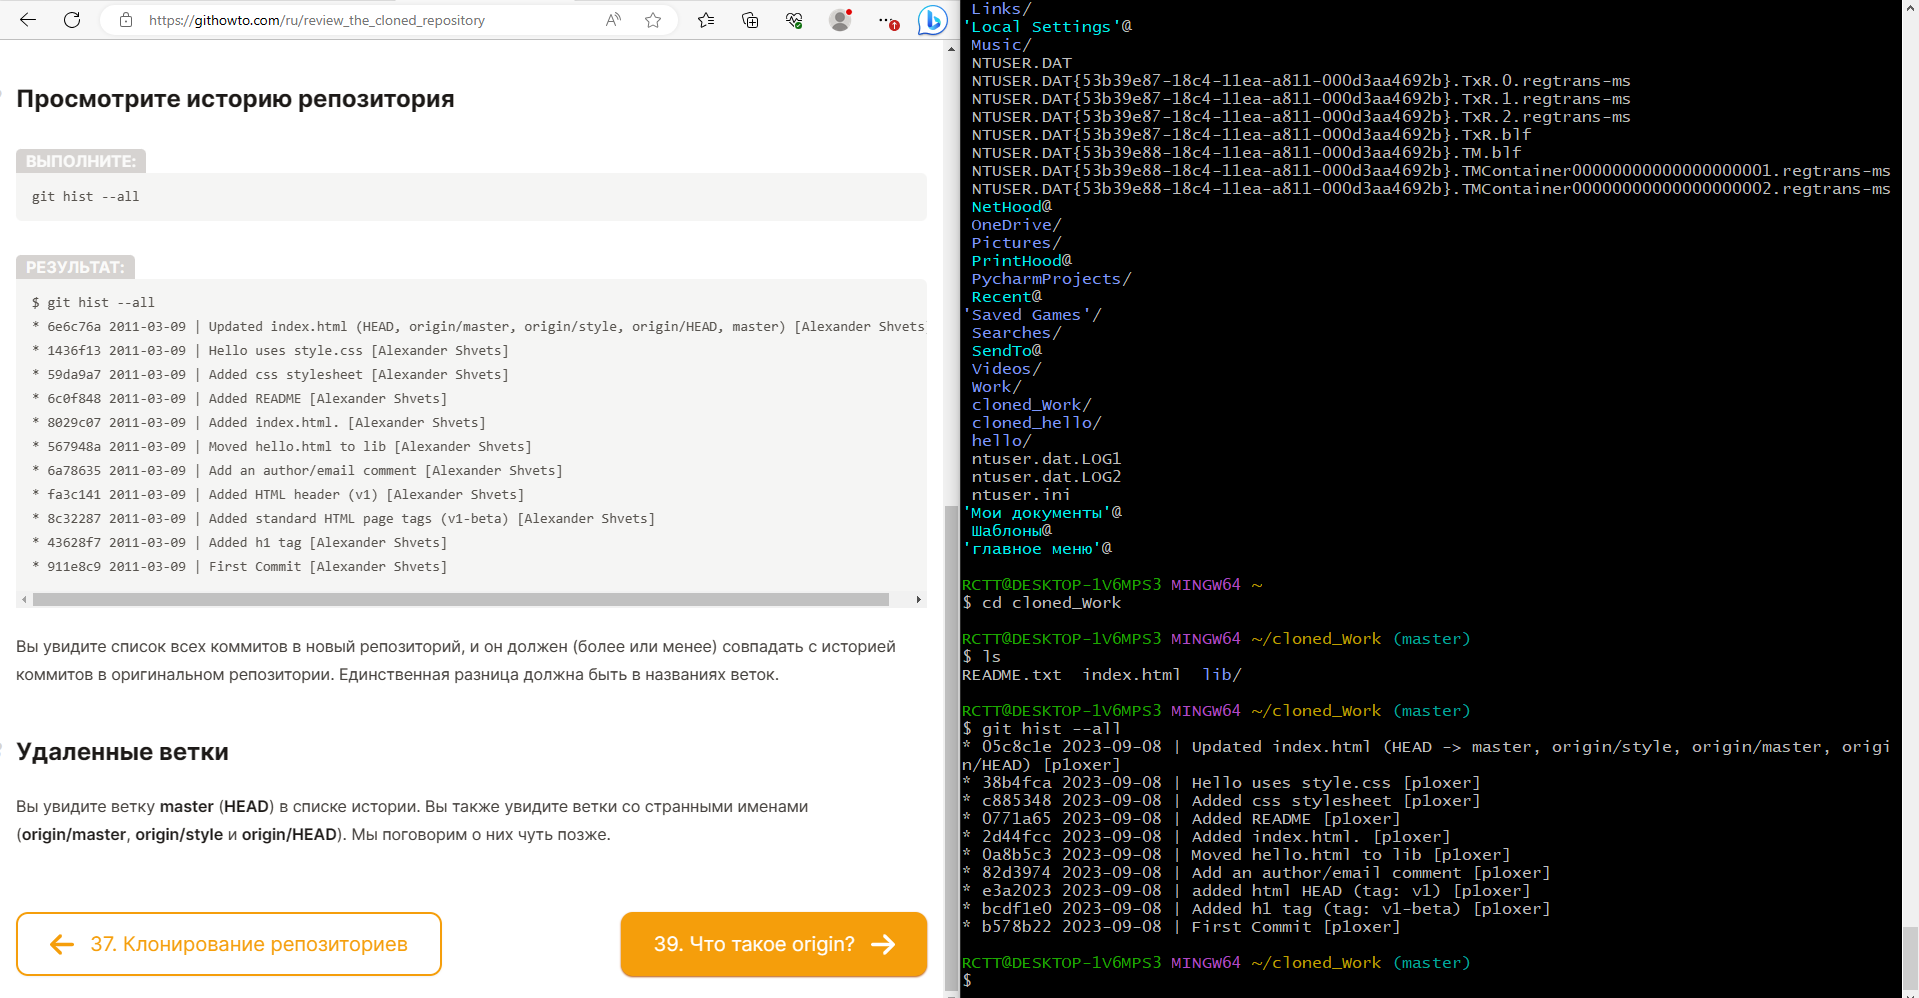 https://githowto.com/ru/review_the_cloned_repository
Просмотрите историю репозитория
ВЫПОЛНИТЕ:
git hist --all
РЕЗУЛЬТАТ:
$ git hist --all
* 6e6c76a 2011-03-09 | Updated index.html (HEAD, origin/master, origin/style, origin/HEAD, master) [Alexander Shvets]
* 1436f13 2011-03-09 | Hello uses style.css [Alexander Shvets]
* 59da9a7 2011-03-09 | Added css stylesheet [Alexander Shvets]
* 6c0f848 2011-03-09 | Added README [Alexander Shvets]
* 8029c07 2011-03-09 | Added index.html. [Alexander Shvets]
* 567948a 2011-03-09 | Moved hello.html to lib [Alexander Shvets]
* 6a78635 2011-03-09 | Add an author/email comment [Alexander Shvets]
* fa3c141 2011-03-09 | Added HTML header (v1) [Alexander Shvets]
* 8c32287 2011-03-09 | Added standard HTML page tags (v1-beta) [Alexander Shvets]
* 43628f7 2011-03-09 | Added h1 tag [Alexander Shvets]
* 911e8c9 2011-03-09 | First Commit [Alexander Shvets]
Вы увидите список всех коммитов в новый репозиторий, и он должен (более или менее) совпадать с историей
коммитов в оригинальном репозитории. Единственная разница должна быть в названиях веток.
Удаленные ветки
Вы увидите ветку master (HEAD) в списке истории. Вы также увидите ветки со странными именами
(origin/master, origin/style и origin/HEAD). Мы поговорим о них чуть позже.
37. Клонирование репозиториев
39. Что такое origin?
Links/
'Local Settings'@
Music/
NTUSER.DAT
NTUSER.DAT{53b39e87-18c4-11ea-a811-000d3aa4692b}.TxR.0.regtrans-ms
NTUSER.DAT{53b39e87-18c4-11ea-a811-000d3aa4692b}.TxR.1.regtrans-ms
NTUSER.DAT{53b39e87-18c4-11ea-a811-000d3aa4692b}.TxR.2.regtrans-ms
NTUSER.DAT{53b39e87-18c4-11ea-a811-000d3aa4692b}.TxR.blf
NTUSER.DAT{53b39e88-18c4-11ea-a811-000d3aa4692b}.TM.blf
NTUSER.DAT{53b39e88-18c4-11ea-a811-000d3aa4692b}.TMContainer00000000000000000001.regtrans-ms
NTUSER.DAT{53b39e88-18c4-11ea-a811-000d3aa4692b}.TMContainer00000000000000000002.regtrans-ms
NetHood@
OneDrive/
Pictures/
PrintHood@
PycharmProjects/
Recent@
'Saved Games'/
Searches/
SendTo@
Videos/
Work/
cloned_Work/
cloned_hello/
hello/
ntuser.dat.LOG1
ntuser.dat.LOG2
ntuser.ini
'Мои документы'@
Шаблоны@
'главное меню'@
RCTT@DESKTOP-1V6MPS3 MINGW64 ~
$ cd cloned_Work
RCTT@DESKTOP-1V6MPS3 MINGW64 ~/cloned_Work (master)
$ ls
README.txt index.html lib/
RCTT@DESKTOP-1V6MPS3 MINGW64 ~/cloned_Work (master)
$ git hist --all
* 05c8c1e 2023-09-08 | Updated index.html (HEAD -> master, origin/style, origin/master, origi
n/HEAD) [p1oxer]
* 38b4fca 2023-09-08 | Hello uses style.css [p1oxer]
* c885348 2023-09-08 | Added css stylesheet [p1oxer]
* 0771a65 2023-09-08 | Added README [p1oxer]
* 2d44fcc 2023-09-08 | Added index.html. [p1oxer]
* 0a8b5c3 2023-09-08 | Moved hello.html to lib [p1oxer]
* 82d3974 2023-09-08 | Add an author/email comment [p1oxer]
* e3a2023 2023-09-08 | added html HEAD (tag: v1) [p1oxer]
* bcdf1e0 2023-09-08 | Added h1 tag (tag: v1-beta) [p1oxer]
* b578b22 2023-09-08 | First Commit [p1oxer]
RCTT@DESKTOP-1V6MPS3 MINGW64 ~/cloned_Work (master)
$